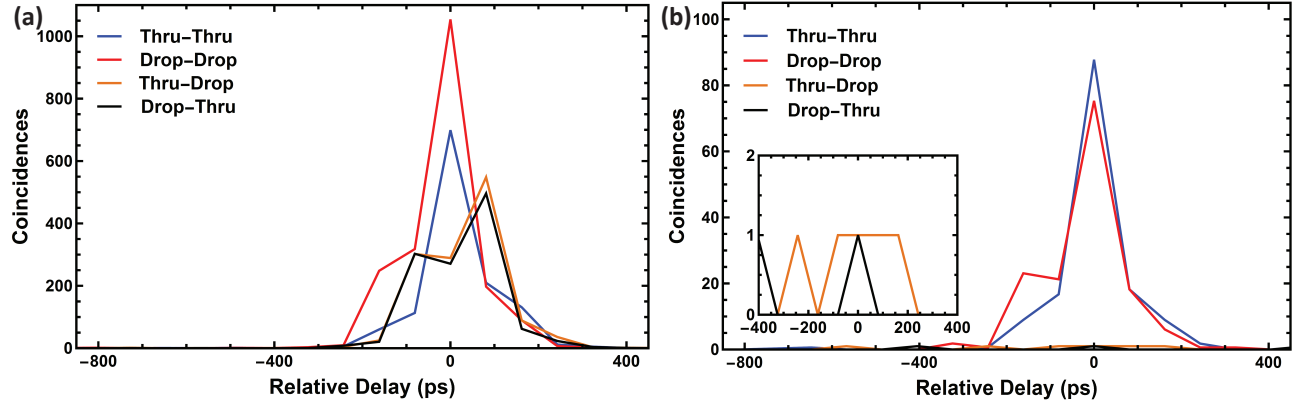 (a)
Coincidences
1000
800
600
400
200
0
Thru–Thru
Drop–Drop
Thru–Drop
Drop–Thru
−800
−400
0
400
Relative Delay (ps)
(b)
Coincidences
100
80
60
40
20
0
Thru–Thru
Drop–Drop
Thru–Drop
Drop–Thru
2
1
0
−400
−200
0
200
400
−800
−400
0
400
Relative Delay (ps)